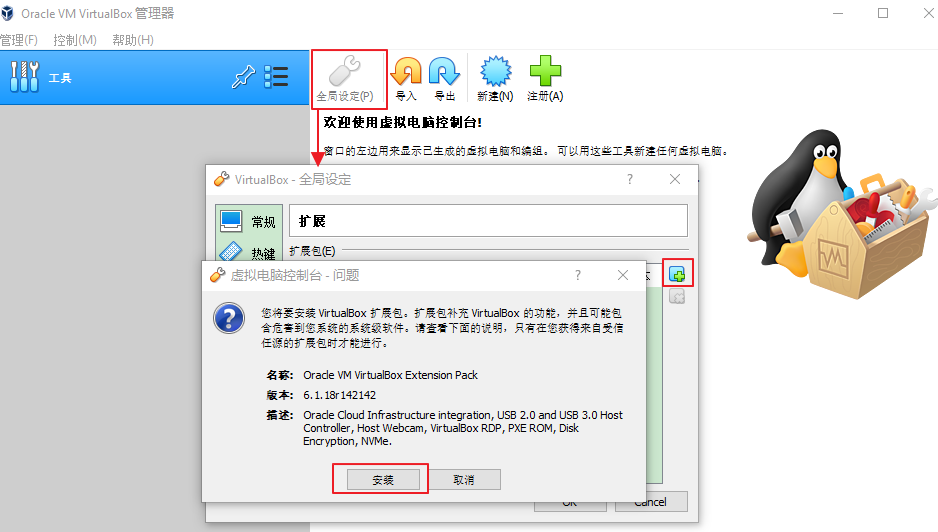 Oracle VM VirtualBox 管理器
管理(F) 控制(M) 帮助(H)
工具
全局设定(P) 导入 导出 新建(N) 注册(A)
欢迎使用虚拟电脑控制台!
窗口的左边用来显示已生成的虚拟电脑和编组。 可以用这些工具新建任何虚拟电脑。
VirtualBox - 全局设定 ?
常规 扩展
热键 扩展包(E)
虚拟电脑控制台 - 问题 ?
您将要安装 VirtualBox 扩展包。扩展包补充 VirtualBox 的功能，并且可能包
含危害到您系统的系统级软件。请查看下面的说明，只有在您获得来自受信
任源的扩展包时才能进行。
名称: Oracle VM VirtualBox Extension Pack
版本: 6.1.18r142142
描述: Oracle Cloud Infrastructure integration, USB 2.0 and USB 3.0 Host
Controller, Host Webcam, VirtualBox RDP, PXE ROM, Disk
Encryption, NVMe.
安装 取消
OK Cancel